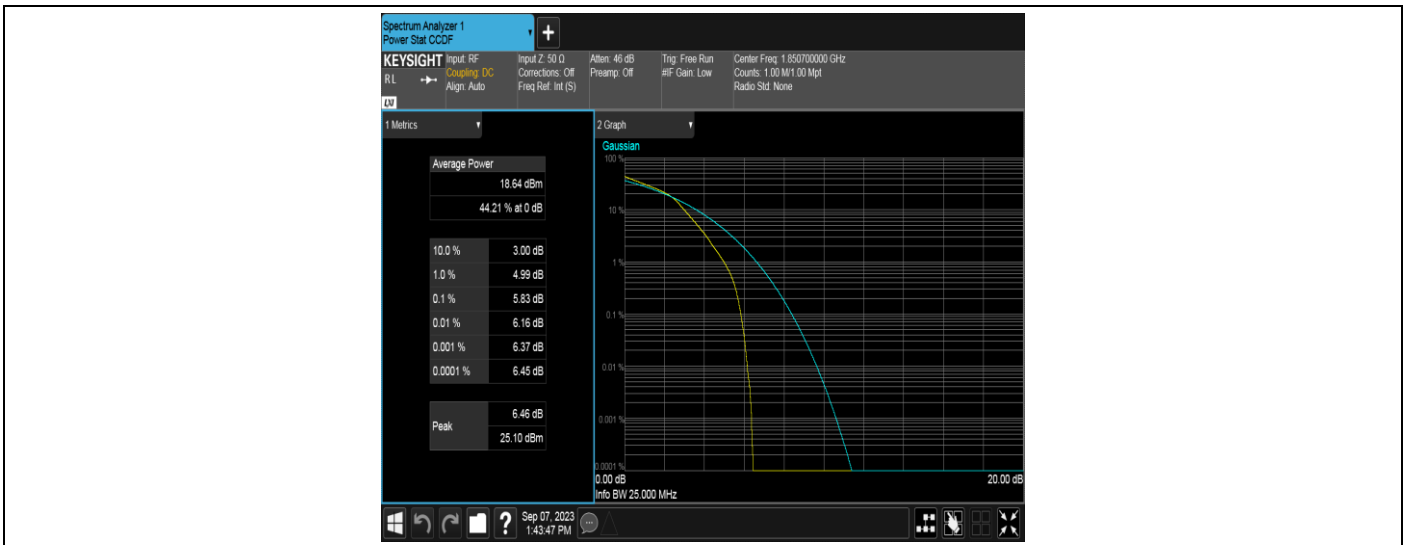 Spectrum Analyzer 1
Power Stat CCDF
+
KEYSIGHT
RL
LXI
Input: RF
Coupling: DC
Align: Auto
Input Z: 50 Ω
Corrections: Off
Freq Ref: Int (S)
Atten: 46 dB
Preamp: Off
Trig: Free Run
#IF Gain: Low
Center Freq: 1.850700000 GHz
Counts: 1.00 M/1.00 Mpt
Radio Std: None
1 Metrics
Average Power
18.64 dBm
44.21 % at 0 dB
10.0 % 3.00 dB
1.0 % 4.99 dB
0.1 % 5.83 dB
0.01 % 6.16 dB
0.001 % 6.37 dB
0.0001 % 6.45 dB
Peak
6.46 dB
25.10 dBm
2 Graph
Gaussian
100 %
10 %
1 %
0.1 %
0.01 %
0.001 %
0.0001 %
0.00 dB 20.00 dB
Info BW 25.000 MHz
?
Sep 07, 2023
1:43:47 PM